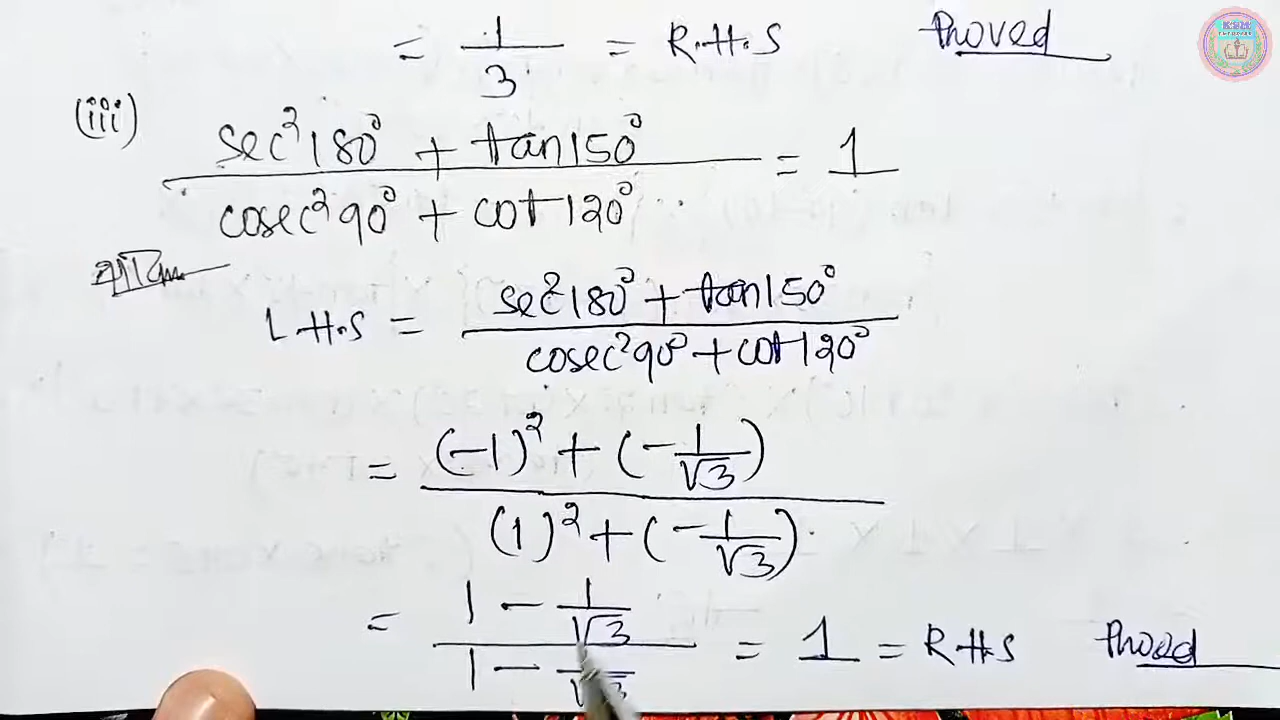 = 1/3 = R.H.S Proved
(iii) sec²180° + tan150° / cosec²90° + cot120° = 1
L.H.S = sec²180° + tan150° / cosec²90° + cot120°
= (-1)² + (-1/√3) / (1)² + (-1/√3)
= 1 - 1/√3 / 1 - 1/√3 = 1 = R.H.S Proved